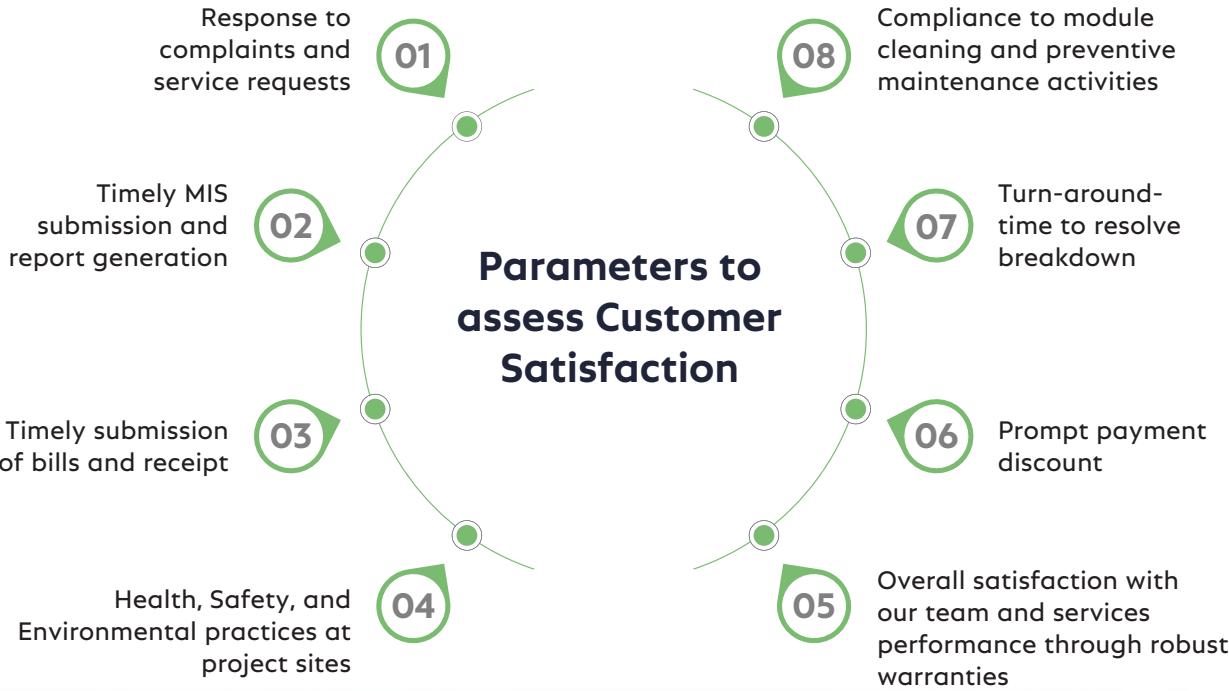 Response to
complaints and
service requests
01
Timely MIS
submission and
report generation
02
Timely submission
of bills and receipt
03
Health, Safety, and
Environmental practices at
project sites
04
Parameters to
assess Customer
Satisfaction
05
Overall satisfaction with
our team and services
performance through robust
warranties
06
Prompt payment
discount
07
Turn-around-
time to resolve
breakdown
08
Compliance to module
cleaning and preventive
maintenance activities